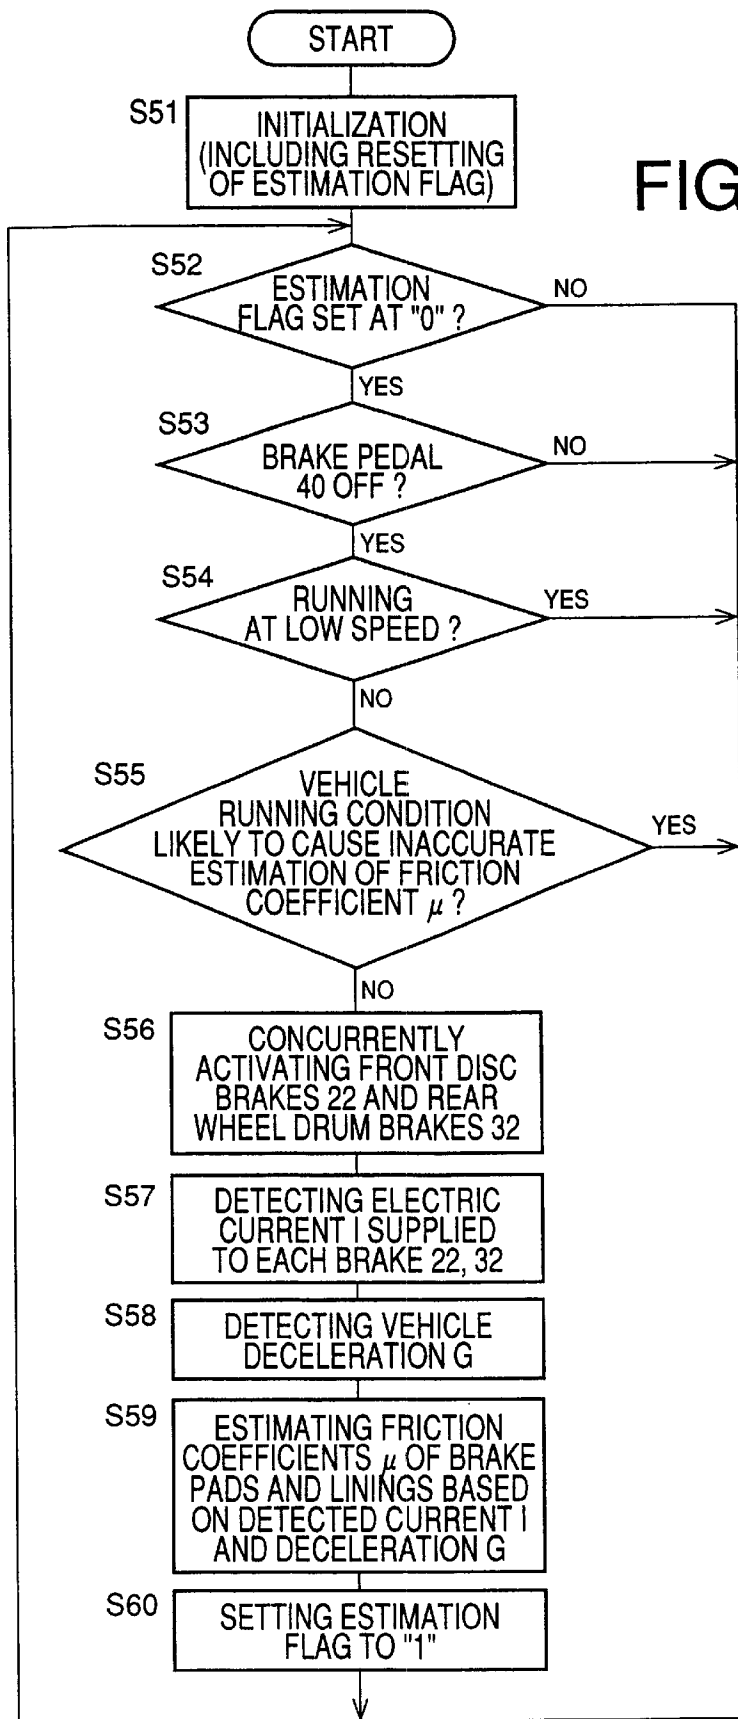 START
S51
INITIALIZATION
(INCLUDING RESETTING
OF ESTIMATION FLAG)
FIG
S52
ESTIMATION
FLAG SET AT "0" ?
NO
YES
S53
BRAKE PEDAL
40 OFF ?
NO
YES
S54
RUNNING
AT LOW SPEED ?
YES
NO
S55
VEHICLE
RUNNING CONDITION
LIKELY TO CAUSE INACCURATE
ESTIMATION OF FRICTION
COEFFICIENT μ ?
YES
NO
S56
CONCURRENTLY
ACTIVATING FRONT DISC
BRAKES 22 AND REAR
WHEEL DRUM BRAKES 32
S57
DETECTING ELECTRIC
CURRENT I SUPPLIED
TO EACH BRAKE 22, 32
S58
DETECTING VEHICLE
DECELERATION G
S59
ESTIMATING FRICTION
COEFFICIENTS μ OF BRAKE
PADS AND LININGS BASED
ON DETECTED CURRENT I
AND DECELERATION G
S60
SETTING ESTIMATION
FLAG TO "1"